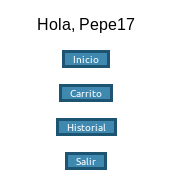 Hola, Pepe17
Inicio
Carrito
Historial
Salir